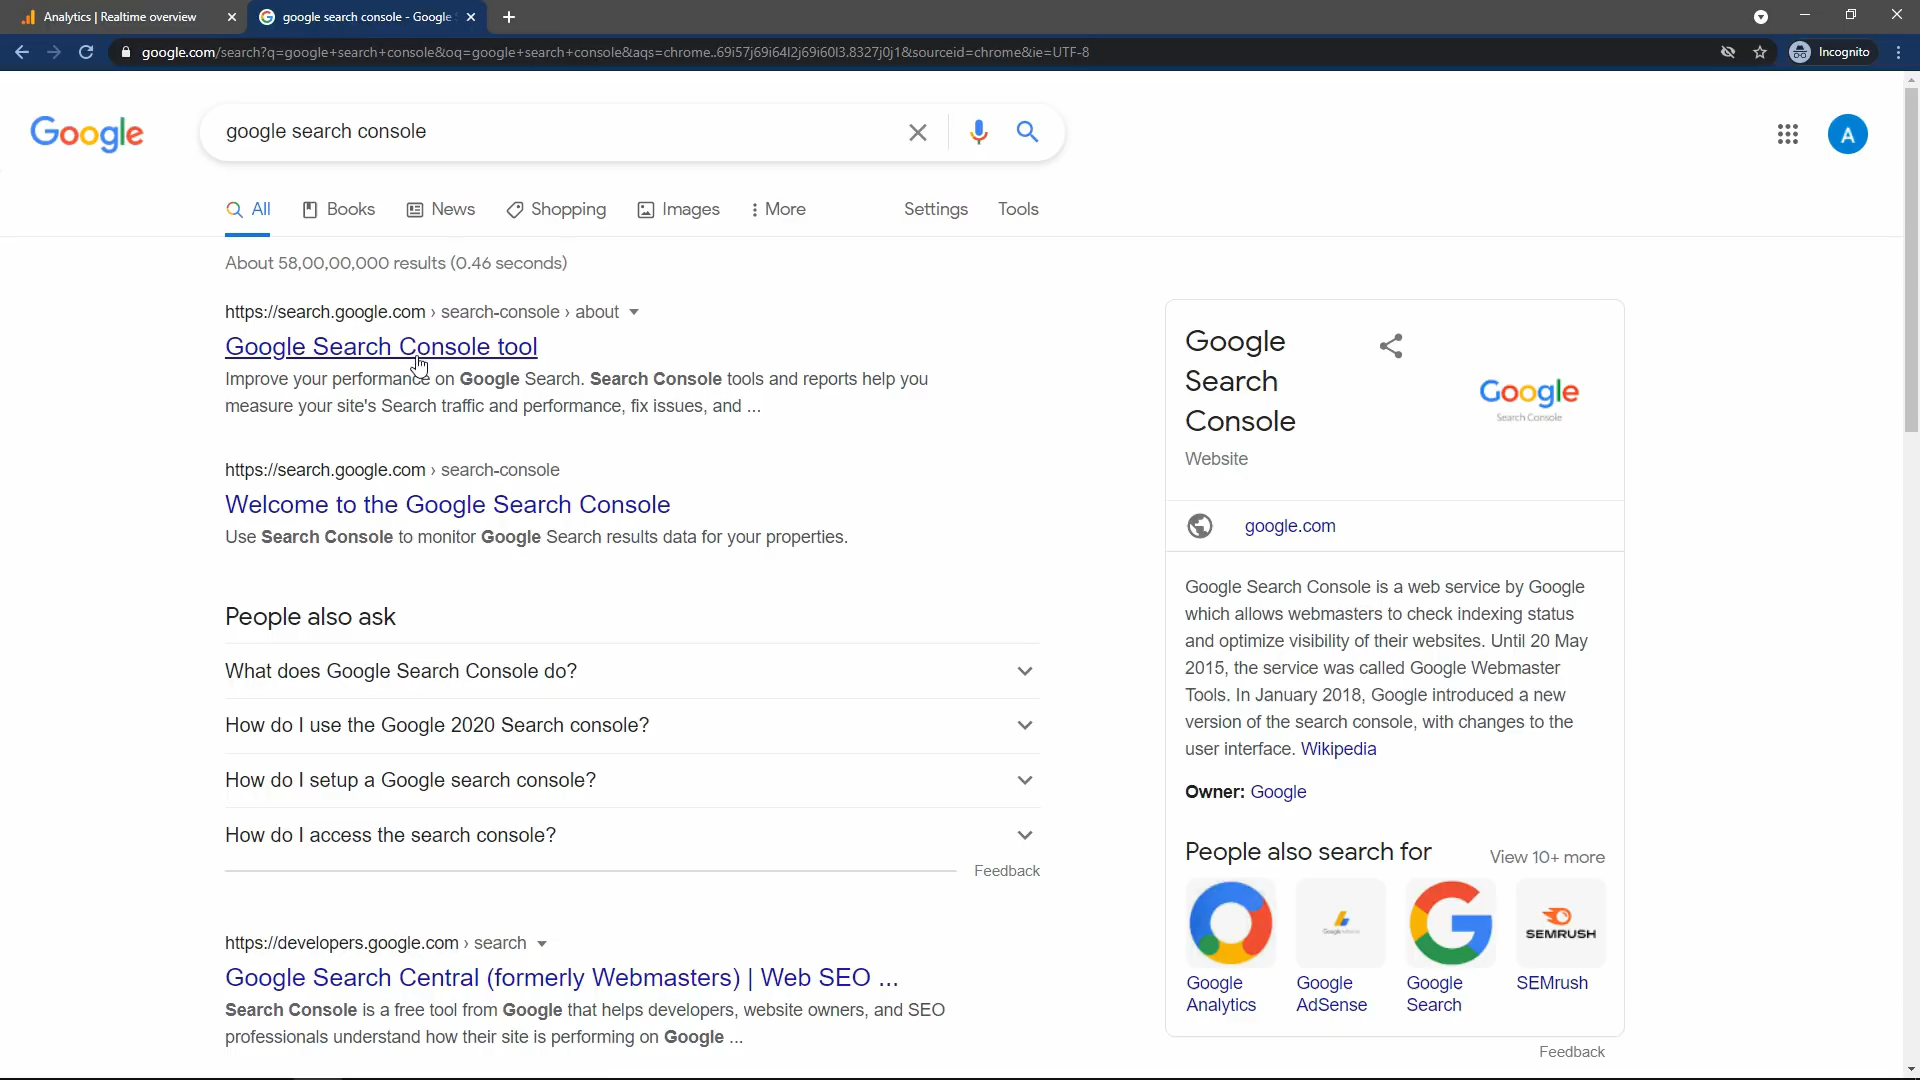 Analytics | Realtime overview
google search console - Google
google.com/search?q=google+search+console&oq=google+search+console&aqs=chrome..69i57j69i64l2j69i60l3.8327j0j1&sourceid=chrome&ie=UTF-8
Incognito
Google
google search console
A
All
Books
News
Shopping
Images
More
Settings
Tools
About 58,00,00,000 results (0.46 seconds)
https://search.google.com › search-console › about
Google Search Console tool
Improve your performance on Google Search. Search Console tools and reports help you
measure your site's Search traffic and performance, fix issues, and ...
https://search.google.com › search-console
Welcome to the Google Search Console
Use Search Console to monitor Google Search results data for your properties.
People also ask
What does Google Search Console do?
How do I use the Google 2020 Search console?
How do I setup a Google search console?
How do I access the search console?
Feedback
https://developers.google.com › search
Google Search Central (formerly Webmasters) | Web SEO ...
Search Console is a free tool from Google that helps developers, website owners, and SEO
professionals understand how their site is performing on Google ...
Google
Search
Console
Website
Google
Search Console
google.com
Google Search Console is a web service by Google
which allows webmasters to check indexing status
and optimize visibility of their websites. Until 20 May
2015, the service was called Google Webmaster
Tools. In January 2018, Google introduced a new
version of the search console, with changes to the
user interface. Wikipedia
Owner: Google
People also search for
View 10+ more
SEMRUSH
Google
Analytics
Google
AdSense
Google
Search
SEMrush
Feedback